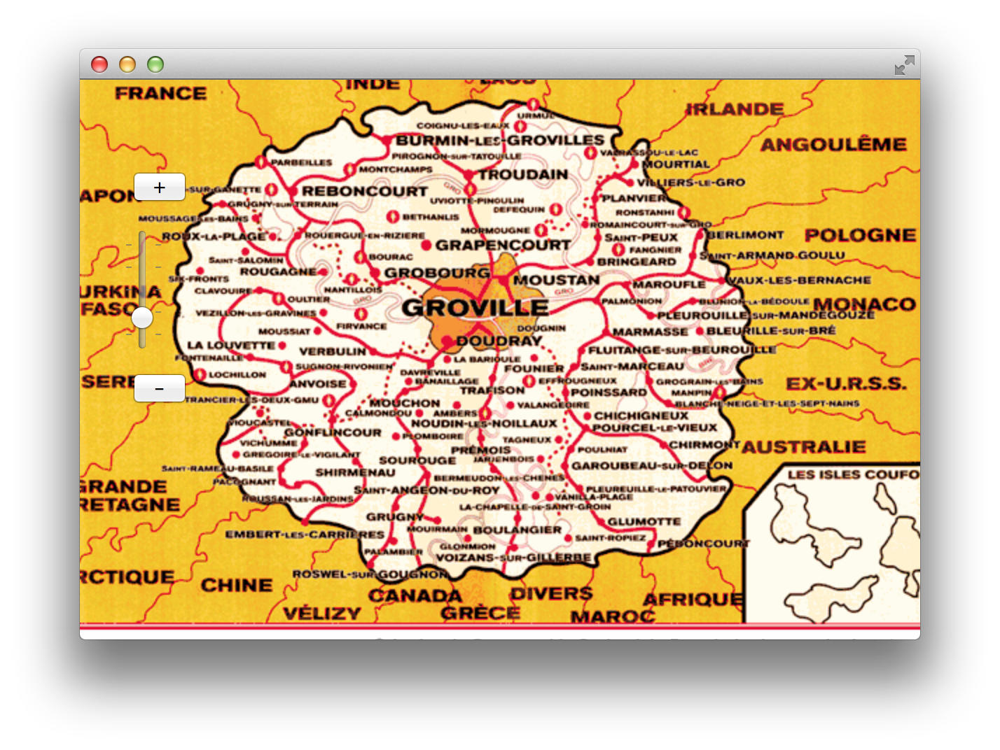 INDE
FRANCE
IRLANDE
URMUL
COIGNU-LES-EAUX
BURMIN-LES-GROVILLES
ANGOULÊME
VALRASSOU-LE-LAC
PIROGNON-SUR-TATOUILLE
PARBEILLES
MOURTIAL
MONTCHAMPS
TROUDAIN
VILLIERS-LE-GRO
APON
+
-SUR-GANETTE
REBONCOURT
GRO
PLANVIER
UVIOTTE-PINOULIN
GRUGNY-SUR-TERRAIN
DEFEQUIN
RONSTANHI
MOUSSAGE-LES-BAINS
BETHANLIS
ROMAINCOURT-SUR-GRO
MORMOUGNE
ROUX-LA-PLAGE
ROUERGUE-EN-RIZIERE
SAINT-PEUX
BERLIMONT
POLOGNE
GRAPENCOURT
FANGNIER
BOURAC
SAINT-ARMAND GOULU
SAINT-SALOMIN
BRINGEARD
ROUGAGNE
GROBOURG
SIX-FRONTS
MOUSTAN
VAUX-LES-BERNACHE
MAROUFLE
CLAVOUIRE
NANTILLOIS
URKINA
GRO
OULTIER
GRO
PALMONION
BLUNION-LA-BÉDOULE
MONACO
FASO
GROVILLE
VEZILLON-LES-GRAVINES
PLEUROUILLE-SUR-MANDEGOUZE
FIRVANCE
DOUGNIN
MOUSSIAT
MARMASSE
BLEURILLE-SUR-BRÉ
DOUDRAY
LA LOUVETTE
VERBULIN
FLUITANGE-SUR-BEUROUILLE
FONTENAILLE
LA BARIOULE
BRE
SUGNON-RIVONIEN
FOUNIER
SAINT-MARCEAU
DAVREVILLE
LOCHILLON
BANAILLAGE
EFFROUGNEUX
GROGRAIN-LES-BAINS
SERE
ANVOISE
EX-U.R.S.S.
-
TRAFISON
POINSSARD
MANPIN
TRANCIER-LES-DEUX-GMU
MOUCHON
VALANGEOIRE
BLANCHE-NEIGE-ET-LES-SEPT-NAINS
CALMONDOU
AMBERS
CHICHIGNEUX
VIOUCASTEL
NOUDIN-LES-NOILLAUX
POURCEL-LE-VIEUX
GONFLINCOUR
PLOMBOIRE
TAGNEUX
VICHUMME
CHIRMONT
AUSTRALIE
PRÉMOIS
POULNIAT
GREGOIRE-LE-VIGILANT
SOUROUGE
JARJENBOIS
GAROUBEAU-SUR-DELON
SAINT-RAMEAU-BASILE
SHIRMENAU
BERMEUDON-LES-CHENES
LES ISLES COUFO
PACOGNANT
GRANDE
SAINT-ANGEON-DU-ROY
PLEUREUILLE-LE-PATOUVIER
ROUSSAN-LES-JARDINS
VANILLA-PLAGE
RETAGNE
LA-CHAPELLE-DE-SAINT-GROIN
GRUGNY
GLUMOTTE
MOUIRMAIN
BOULANGIER
EMBERT-LES-CARRIÈRES
SAINT-ROPIEZ
PÉBONCOURT
GLONMION
PALAMBIER
VOIZANS-SUR-GILLERBE
ROSWEL-SUR-GOUGNON
RCTIQUE
CHINE
CANADA
DIVERS
AFRIQUE
VÉLIZY
GRÈCE
MAROC